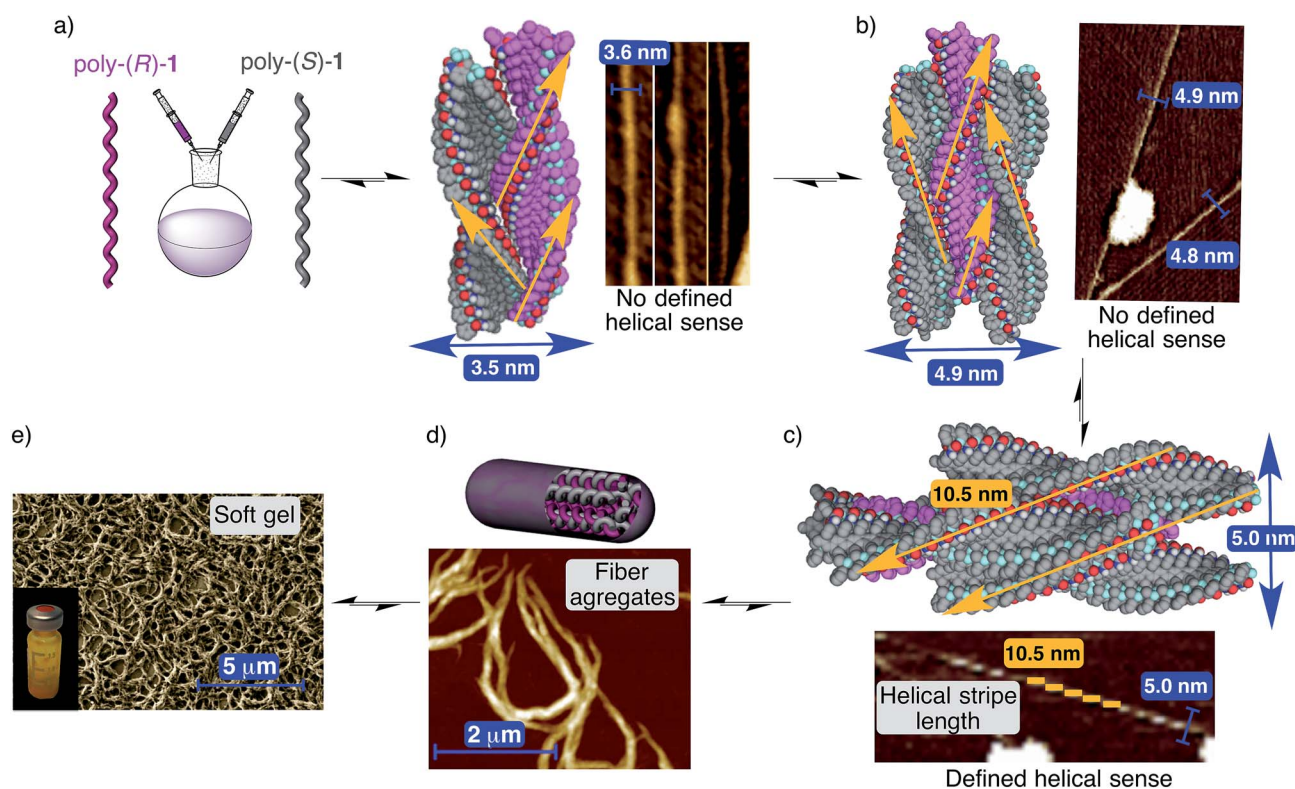 a)
poly-(R)-1
poly-(S)-1
3.6 nm
No defined
helical sense
3.5 nm
b)
4.9 nm
4.8 nm
No defined
helical sense
4.9 nm
c)
10.5 nm
5.0 nm
10.5 nm
5.0 nm
Helical stripe
length
Defined helical sense
d)
Fiber
agregates
2 μm
e)
Soft gel
5 μm